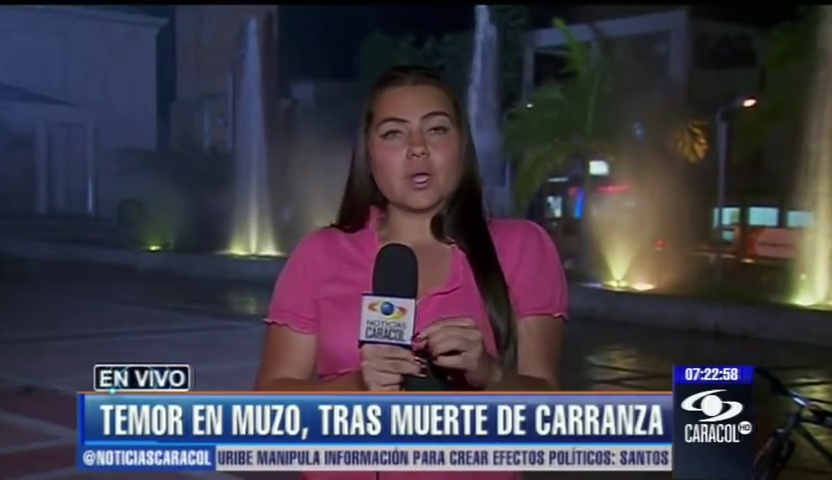 NOTICIAS
CARACOL
EN VIVO
07:22:58
TEMOR EN MUZO, TRAS MUERTE DE CARRANZA
CARACOL HD
@NOTICIASCARACOL URIBE MANIPULA INFORMACIÓN PARA CREAR EFECTOS POLÍTICOS: SANTOS